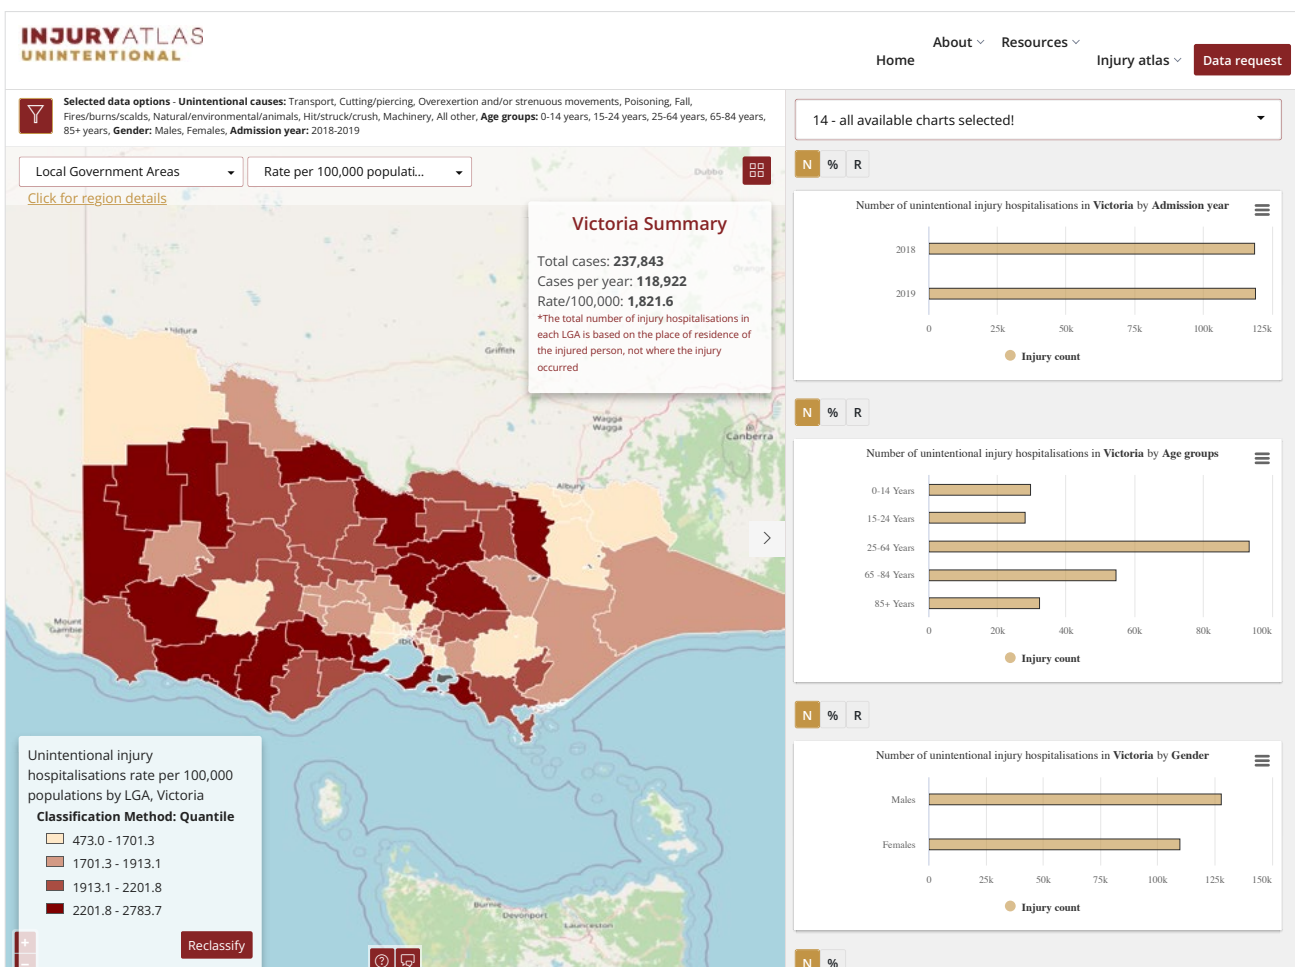 INJURYATLAS
UNINTENTIONAL
Home
About
Resources
Injury atlas
Data request
Selected data options - Unintentional causes: Transport, Cutting/piercing, Overexertion and/or strenuous movements, Poisoning, Fall,
Fires/burns/scalds, Natural/environmental/animals, Hit/struck/crush, Machinery, All other, Age groups: 0-14 years, 15-24 years, 25-64 years, 65-84 years,
85+ years, Gender: Males, Females, Admission year: 2018-2019
Local Government Areas
Rate per 100,000 populati...
Click for region details
Dubbo
Orange
Griffith
Wagga
Wagga
Canberra
Albury
Mount
Gambier
Burnie
Devonport
Launceston
Victoria Summary
Total cases: 237,843
Cases per year: 118,922
Rate/100,000: 1,821.6
*The total number of injury hospitalisations in
each LGA is based on the place of residence of
the injured person, not where the injury
occurred
Unintentional injury
hospitalisations rate per 100,000
populations by LGA, Victoria
Classification Method: Quantile
473.0 - 1701.3
1701.3 - 1913.1
1913.1 - 2201.8
2201.8 - 2783.7
Reclassify
+
14 - all available charts selected!
N % R
Number of unintentional injury hospitalisations in Victoria by Admission year
2018
2019
0 25k 50k 75k 100k 125k
Injury count
N % R
Number of unintentional injury hospitalisations in Victoria by Age groups
0-14 Years
15-24 Years
25-64 Years
65 -84 Years
85+ Years
0 20k 40k 60k 80k 100k
Injury count
N % R
Number of unintentional injury hospitalisations in Victoria by Gender
Males
Females
0 25k 50k 75k 100k 125k 150k
Injury count
N %